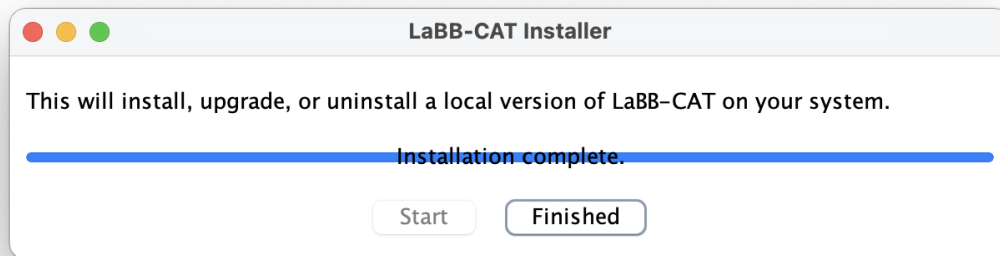 LaBB-CAT Installer
This will install, upgrade, or uninstall a local version of LaBB-CAT on your system.
Installation complete.
Start Finished